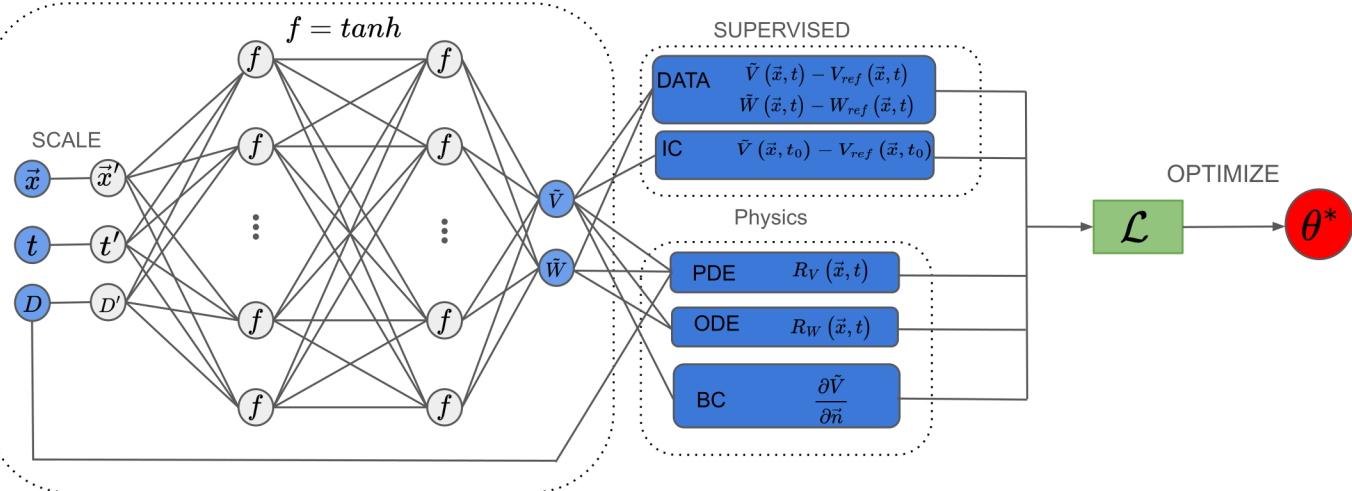 f = tanh
SUPERVISED
SCALE
x⃗ x⃗′
t t′
D D′
f f
f f
⋮ ⋮
f f
f f
Ṽ
W̃
DATA Ṽ (x⃗, t) − V_ref (x⃗, t)
W̃ (x⃗, t) − W_ref (x⃗, t)
IC Ṽ (x⃗, t₀) − V_ref (x⃗, t₀)
Physics
PDE R_V (x⃗, t)
ODE R_W (x⃗, t)
BC ∂Ṽ / ∂n⃗
ℒ
OPTIMIZE
θ*